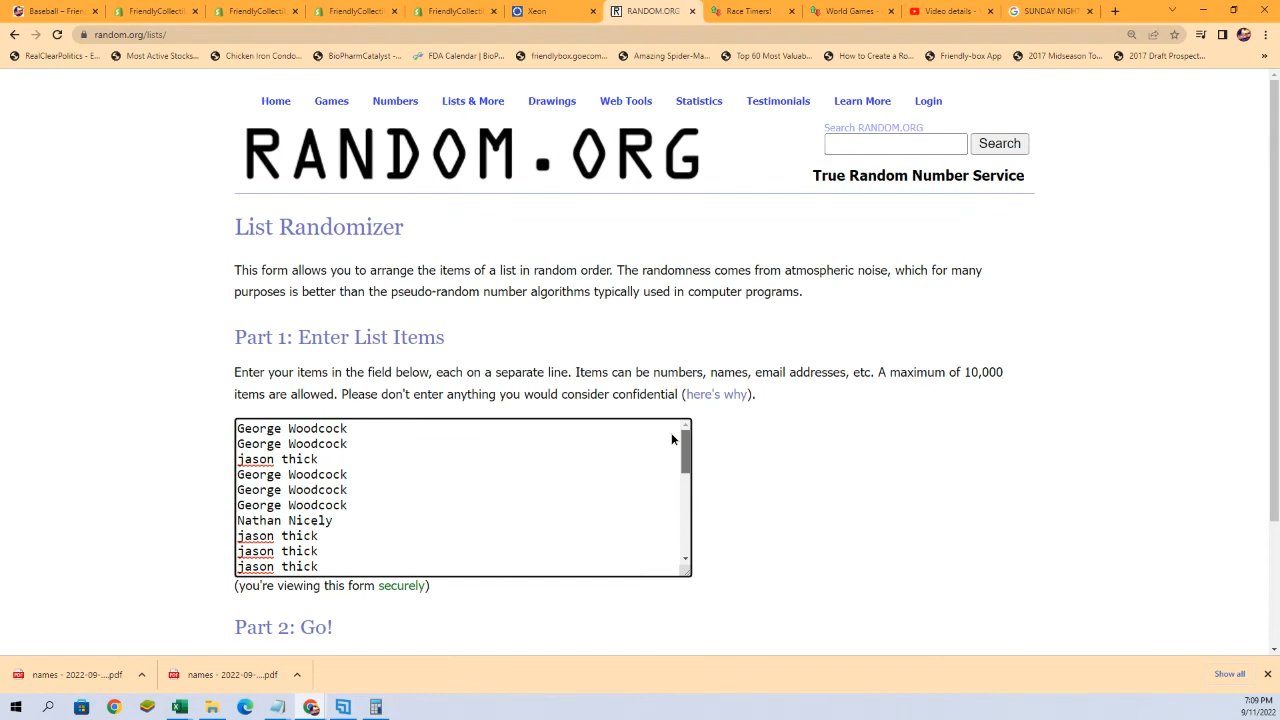 Baseball - Frien
FriendlyCollecti
FriendlyCollecti
FriendlyCollecti
FriendlyCollecti
Xeon
RANDOM.ORG
Race Timers!
World Games -
Video details -
SUNDAY NIGHT
random.org/lists/
RealClearPolitics - E...
Most Active Stocks...
Chicken Iron Condo...
BioPharmCatalyst -...
FDA Calendar | BioP...
friendlybox.goecom...
Amazing Spider-Ma...
Top 60 Most Valuab...
How to Create a Ro...
Friendly-box App
2017 Midseason To...
2017 Draft Prospect...
Home Games Numbers Lists & More Drawings Web Tools Statistics Testimonials Learn More Login
RANDOM.ORG
Search RANDOM.ORG
Search
True Random Number Service
List Randomizer
This form allows you to arrange the items of a list in random order. The randomness comes from atmospheric noise, which for many
purposes is better than the pseudo-random number algorithms typically used in computer programs.
Part 1: Enter List Items
Enter your items in the field below, each on a separate line. Items can be numbers, names, email addresses, etc. A maximum of 10,000
items are allowed. Please don't enter anything you would consider confidential (here's why).
George Woodcock
George Woodcock
jason thick
George Woodcock
George Woodcock
George Woodcock
Nathan Nicely
jason thick
jason thick
jason thick
(you're viewing this form securely)
Part 2: Go!
names - 2022-09-....pdf
names - 2022-09-....pdf
Show all
7:09 PM
9/11/2022